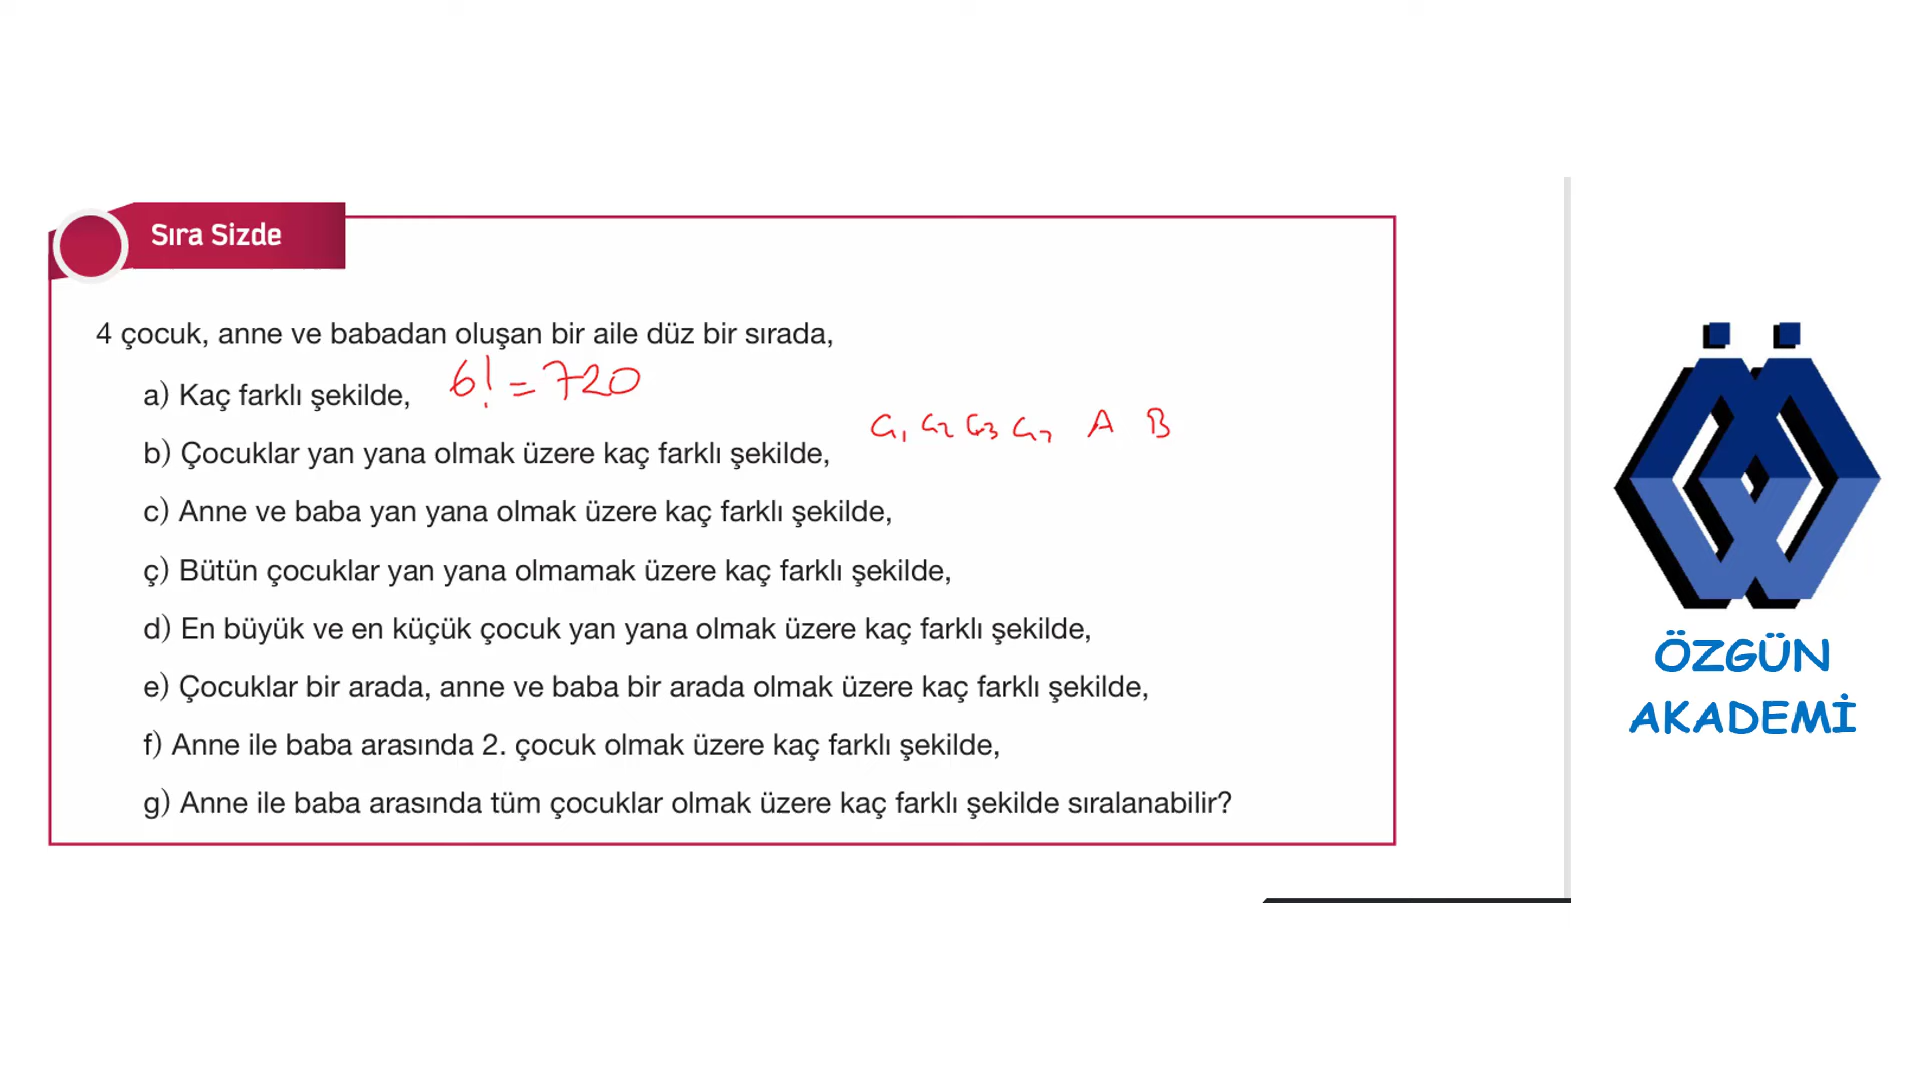 Sıra Sizde
4 çocuk, anne ve babadan oluşan bir aile düz bir sırada,
a) Kaç farklı şekilde, 6! = 720
Ç1 Ç2 Ç3 Ç4 A B
b) Çocuklar yan yana olmak üzere kaç farklı şekilde,
c) Anne ve baba yan yana olmak üzere kaç farklı şekilde,
ç) Bütün çocuklar yan yana olmamak üzere kaç farklı şekilde,
d) En büyük ve en küçük çocuk yan yana olmak üzere kaç farklı şekilde,
e) Çocuklar bir arada, anne ve baba bir arada olmak üzere kaç farklı şekilde,
f) Anne ile baba arasında 2. çocuk olmak üzere kaç farklı şekilde,
g) Anne ile baba arasında tüm çocuklar olmak üzere kaç farklı şekilde sıralanabilir?
ÖZGÜN
AKADEMİ